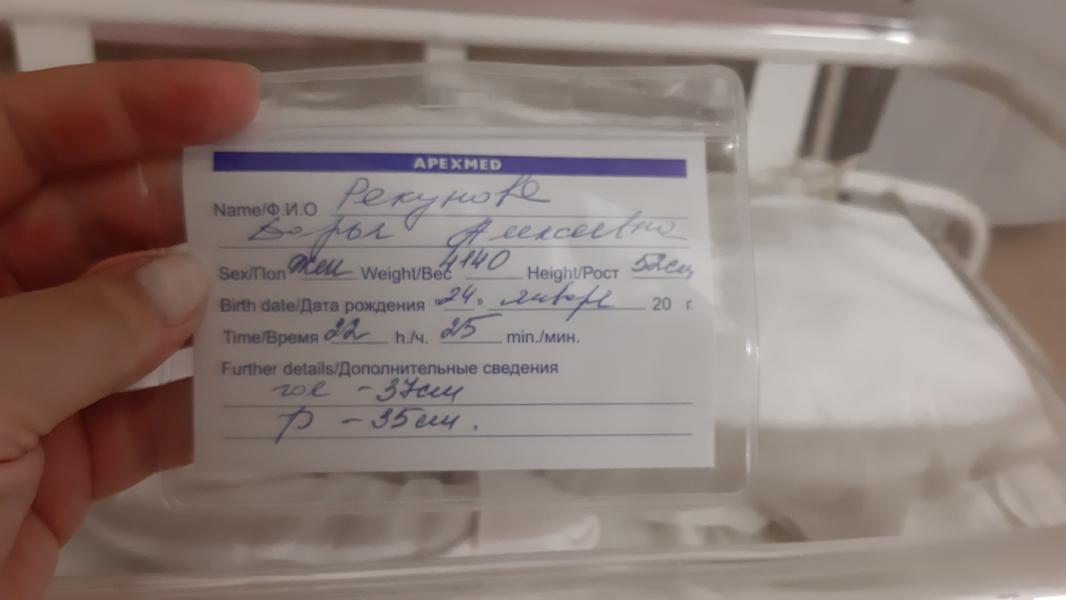 APEXMED
Name/Ф.И.О Рекунова
Дарья Алексеевна
Sex/Пол жен Weight/Вес 4140 Height/Рост 52см
Birth date/Дата рождения "24" января 20 г.
Time/Время 22 h./ч. 25 min./мин.
Further details/Дополнительные сведения
гол - 37см
гр - 35см.